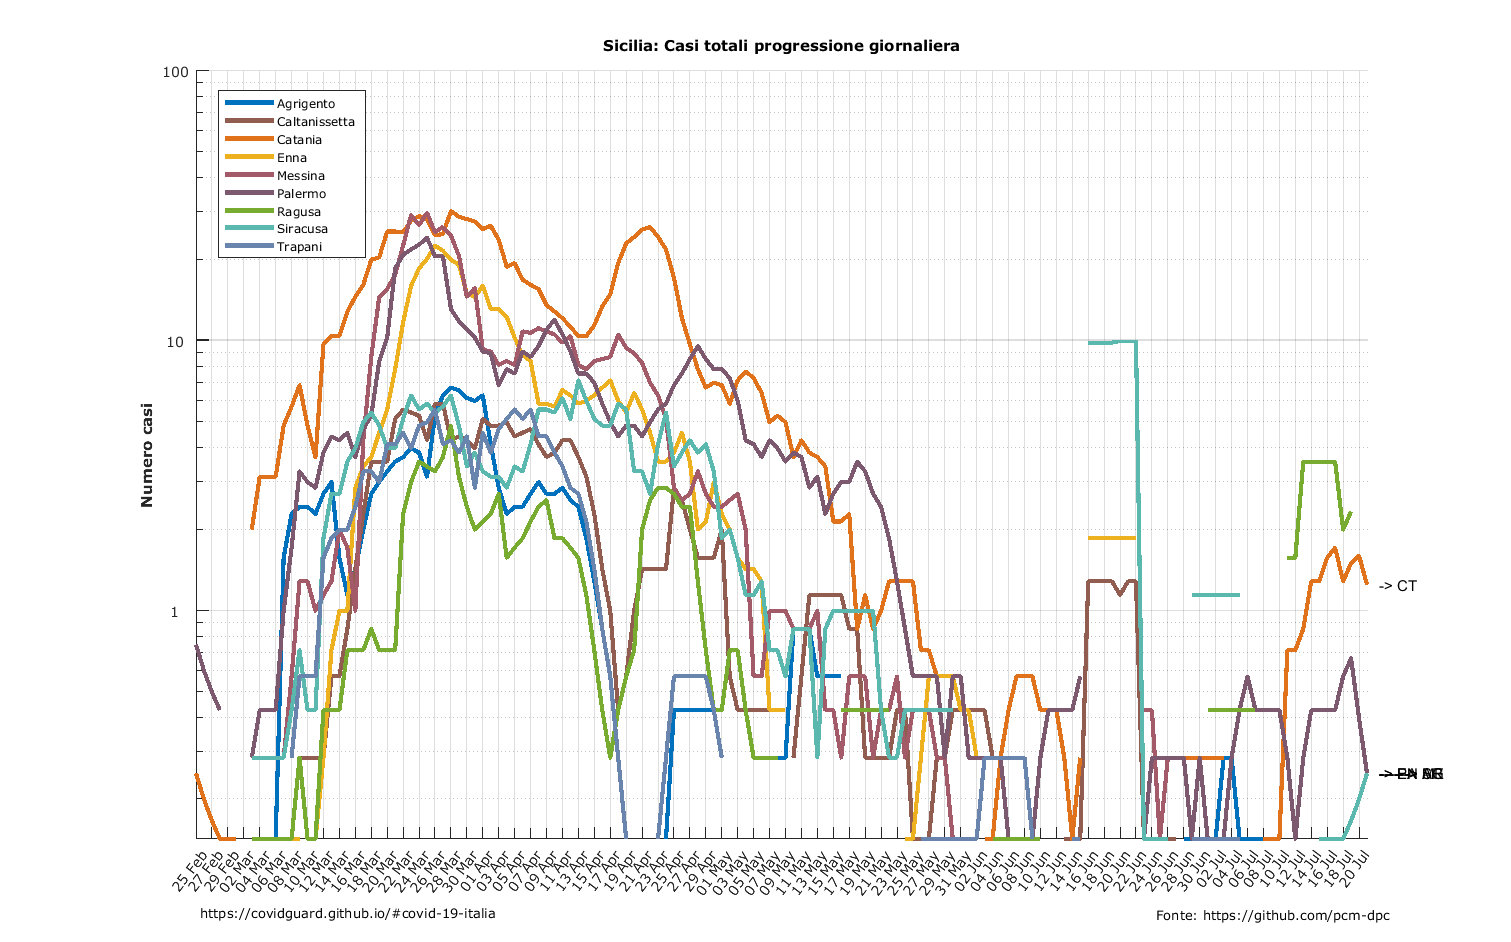 Sicilia: Casi totali progressione giornaliera
100
10
1
Numero casi
Agrigento
Caltanissetta
Catania
Enna
Messina
Palermo
Ragusa
Siracusa
Trapani
-> CT
25 Feb
27 Feb
29 Feb
02 Mar
04 Mar
06 Mar
08 Mar
10 Mar
12 Mar
14 Mar
16 Mar
18 Mar
20 Mar
22 Mar
24 Mar
26 Mar
28 Mar
30 Mar
01 Apr
03 Apr
05 Apr
07 Apr
09 Apr
11 Apr
13 Apr
15 Apr
17 Apr
19 Apr
21 Apr
23 Apr
25 Apr
27 Apr
29 Apr
01 May
03 May
05 May
07 May
09 May
11 May
13 May
15 May
17 May
19 May
21 May
23 May
25 May
27 May
29 May
31 May
02 Jun
04 Jun
06 Jun
08 Jun
10 Jun
12 Jun
14 Jun
16 Jun
18 Jun
20 Jun
22 Jun
24 Jun
26 Jun
28 Jun
30 Jun
02 Jul
04 Jul
06 Jul
08 Jul
10 Jul
12 Jul
14 Jul
16 Jul
18 Jul
20 Jul
https://covidguard.github.io/#covid-19-italia
Fonte: https://github.com/pcm-dpc